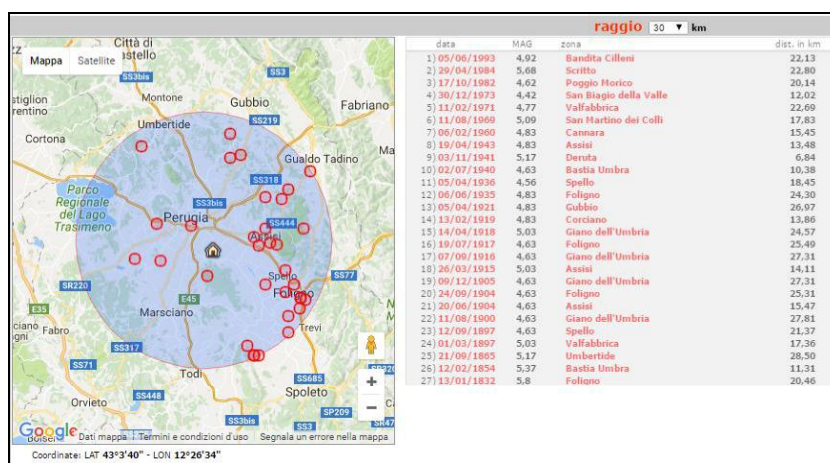 raggio 30 km
Mappa Satellite
Città di
stello
SS3bis
SS3
Montone
Gubbio
Fabriano
Umbertide
SS219
Cortona
Gualdo Tadino
SS318
Parco
Regionale
del Lago
Trasimeno
SS3bis
Perugia
SS444
Assisi
Spello
SS77
Foligno
SR220
E45
E35
Marsciano
Trevi
ciano
Fabro
SS317
SS71
Todi
SS685
Spoleto
Orvieto
SS448
SS3bis
SP209
SS3
Google
Dati mappa Termini e condizioni d'uso Segnala un errore nella mappa
Coordinate: LAT 43°3'40" - LON 12°26'34"
data MAG zona dist. in km
1) 05/06/1993 4,92 Bandita Cilleni 22,13
2) 29/04/1984 5,68 Scritto 22,80
3) 17/10/1982 4,62 Poggio Morico 20,14
4) 30/12/1973 4,42 San Biagio della Valle 12,02
5) 11/02/1971 4,77 Valfabbrica 22,69
6) 11/08/1969 5,09 San Martino dei Colli 17,83
7) 06/02/1960 4,83 Cannara 15,45
8) 19/04/1943 4,83 Assisi 13,48
9) 03/11/1941 5,17 Deruta 6,84
10) 02/07/1940 4,63 Bastia Umbra 10,38
11) 05/04/1936 4,56 Spello 18,45
12) 06/06/1935 4,83 Foligno 24,30
13) 05/04/1921 4,83 Gubbio 26,97
14) 13/02/1919 4,83 Corciano 13,86
15) 14/04/1918 5,03 Giano dell'Umbria 24,57
16) 19/07/1917 4,63 Foligno 25,49
17) 07/09/1916 4,63 Giano dell'Umbria 27,31
18) 26/03/1915 5,03 Assisi 14,11
19) 09/12/1905 4,63 Giano dell'Umbria 27,31
20) 24/09/1904 4,63 Foligno 25,31
21) 20/06/1904 4,63 Assisi 15,47
22) 11/08/1900 4,63 Giano dell'Umbria 27,81
23) 12/09/1897 4,63 Spello 21,37
24) 01/03/1897 5,03 Valfabbrica 17,36
25) 21/09/1865 5,17 Umbertide 28,50
26) 12/02/1854 5,37 Bastia Umbra 11,31
27) 13/01/1832 5,8 Foligno 20,46